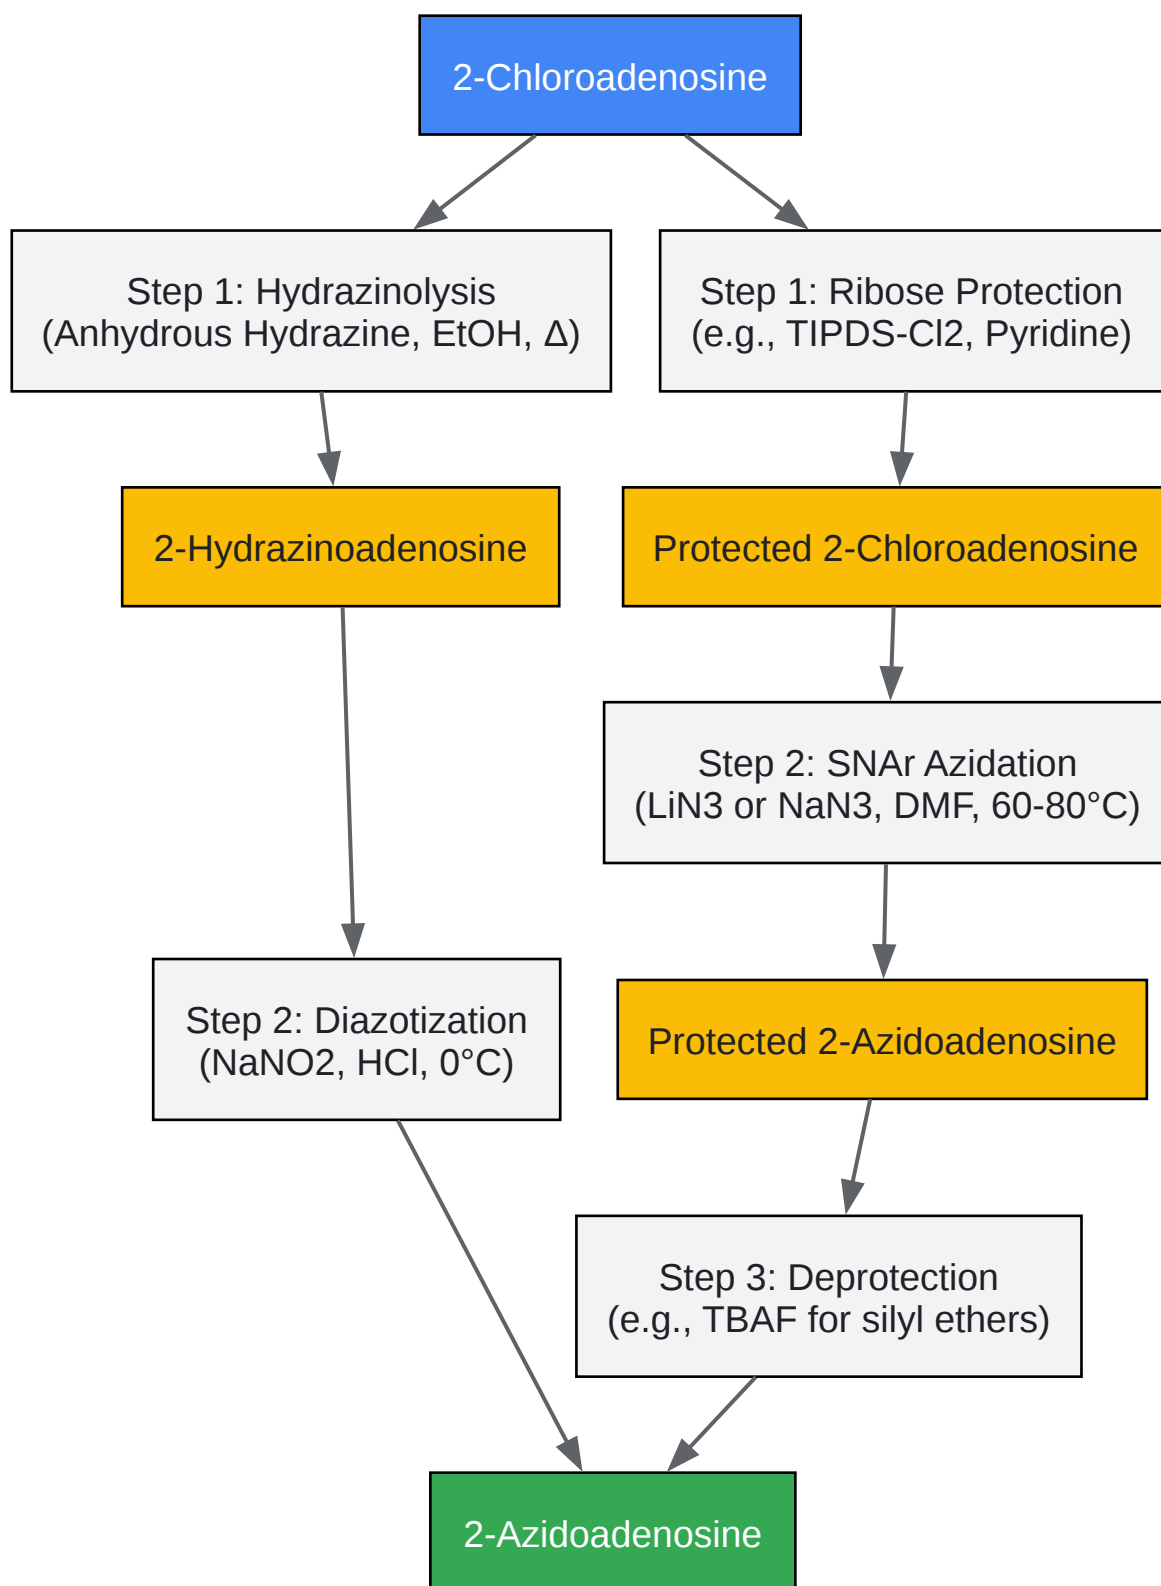 2-Chloroadenosine
Step 1: Hydrazinolysis
(Anhydrous Hydrazine, EtOH, Δ)
Step 1: Ribose Protection
(e.g., TIPDS-Cl2, Pyridine)
2-Hydrazinoadenosine
Protected 2-Chloroadenosine
Step 2: SNAr Azidation
(LiN3 or NaN3, DMF, 60-80°C)
Step 2: Diazotization
(NaNO2, HCl, 0°C)
Protected 2-Azidoadenosine
Step 3: Deprotection
(e.g., TBAF for silyl ethers)
2-Azidoadenosine